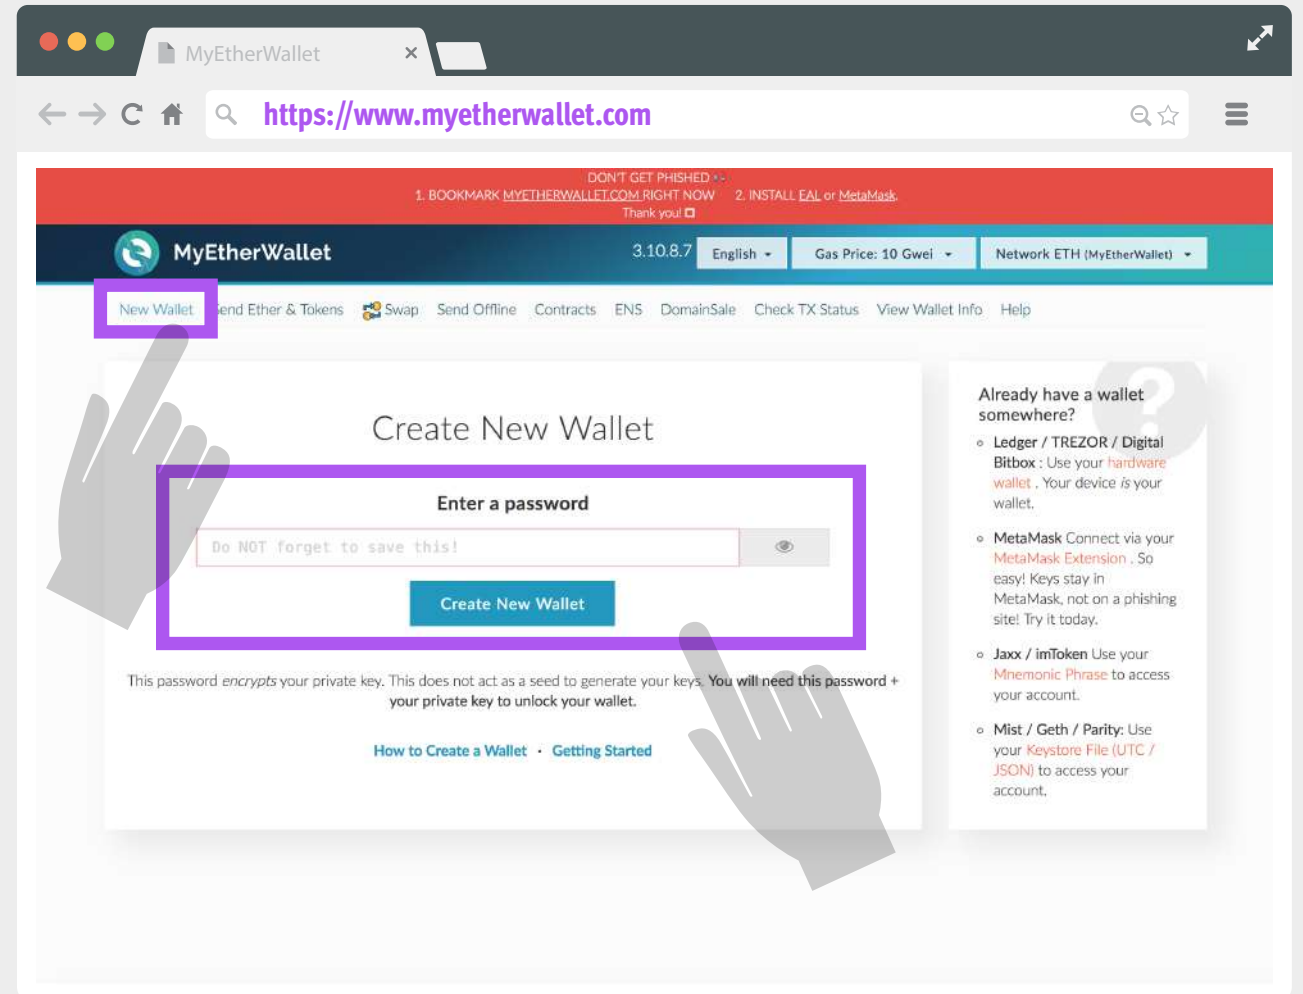 MyEtherWallet
https://www.myetherwallet.com
DON'T GET PHISHED
1. BOOKMARK MYETHERWALLET.COM RIGHT NOW 2. INSTALL EAL or MetaMask.
Thank you!
MyEtherWallet
3.10.8.7 English Gas Price: 10 Gwei Network ETH (MyEtherWallet)
New Wallet end Ether & Tokens Swap Send Offline Contracts ENS DomainSale Check TX Status View Wallet Info Help
Create New Wallet
Enter a password
Do NOT forget to save this!
Create New Wallet
This password encrypts your private key. This does not act as a seed to generate your keys. You will need this password +
your private key to unlock your wallet.
How to Create a Wallet · Getting Started
Already have a wallet
somewhere?
Ledger / TREZOR / Digital
Bitbox : Use your hardware
wallet . Your device is your
wallet.
MetaMask Connect via your
MetaMask Extension . So
easy! Keys stay in
MetaMask, not on a phishing
site! Try it today.
Jaxx / imToken Use your
Mnemonic Phrase to access
your account.
Mist / Geth / Parity: Use
your Keystore File (UTC /
JSON) to access your
account.